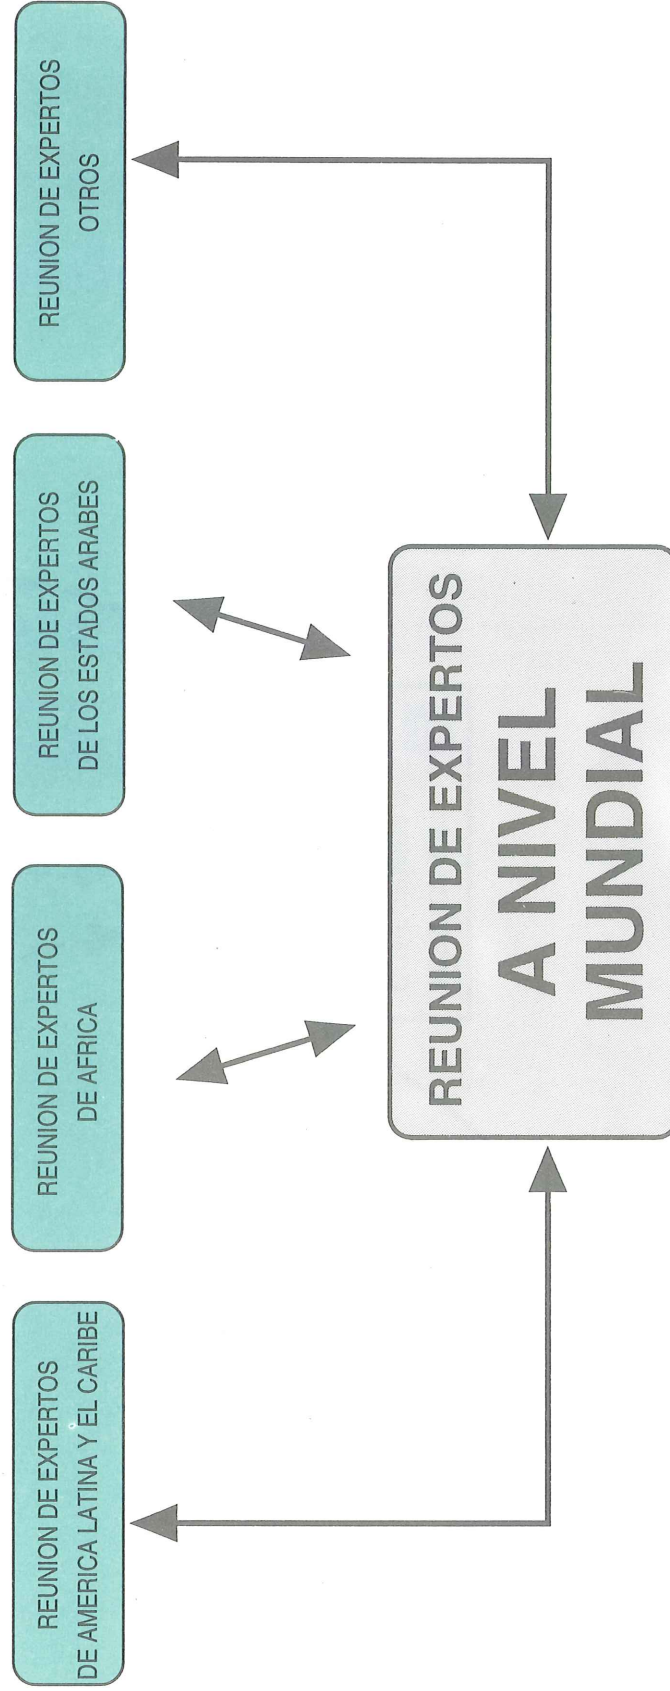 REUNION DE EXPERTOS
DE AMERICA LATINA Y EL CARIBE
REUNION DE EXPERTOS
DE AFRICA
REUNION DE EXPERTOS
DE LOS ESTADOS ARABES
REUNION DE EXPERTOS
OTROS
REUNION DE EXPERTOS
A NIVEL
MUNDIAL